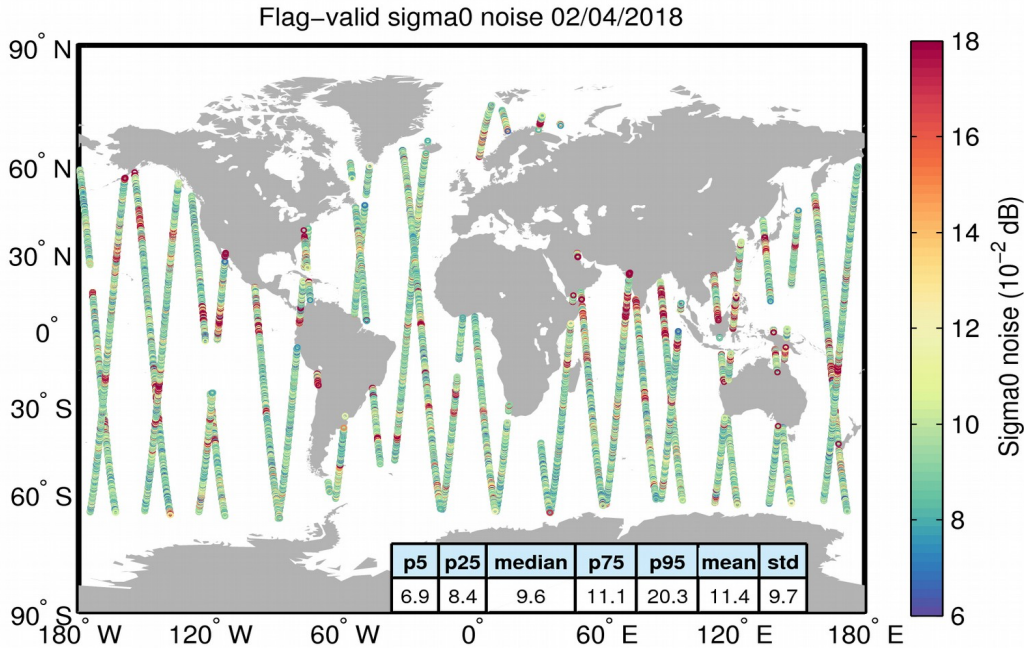 Flag-valid sigma0 noise 02/04/2018
90° N
60° N
30° N
0°
30° S
60° S
90° S
180° W
120° W
60° W
0°
60° E
120° E
180° E
p5 p25 median p75 p95 mean std
6.9 8.4 9.6 11.1 20.3 11.4 9.7
18
16
14
12
10
8
6
Sigma0 noise (10⁻² dB)